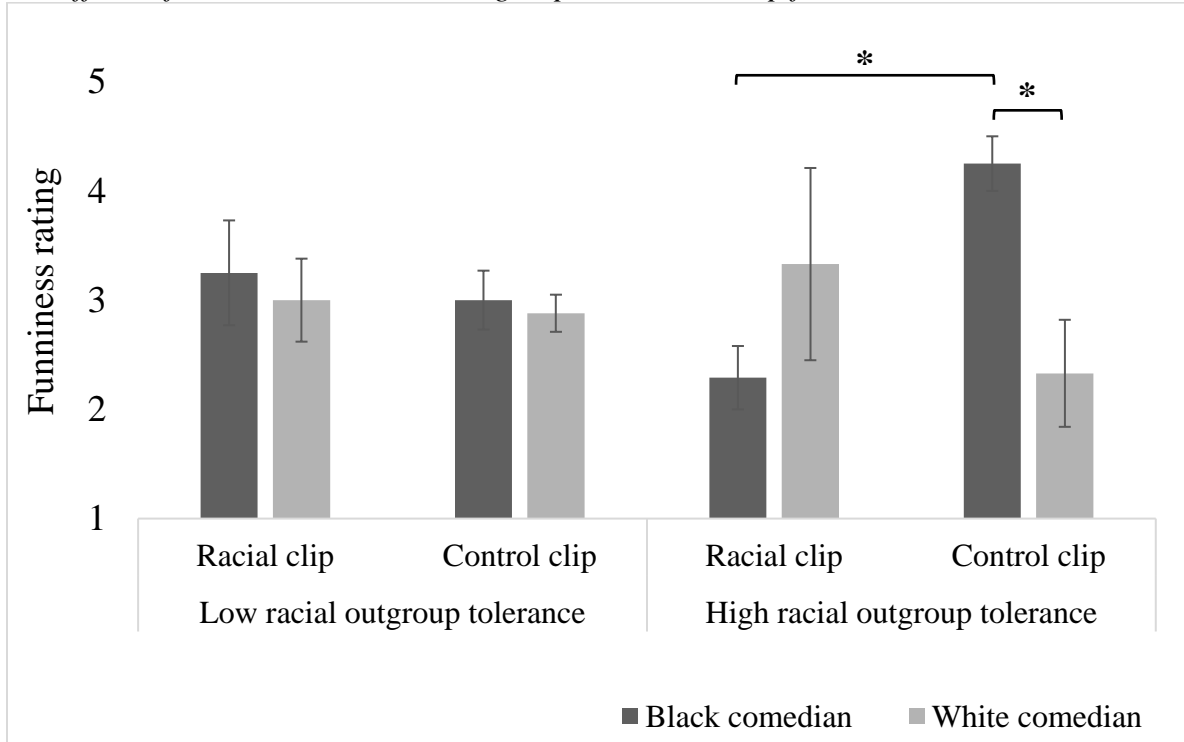 5
4
3
2
1
Funniness rating
*
*
Racial clip Control clip Racial clip Control clip
Low racial outgroup tolerance High racial outgroup tolerance
Black comedian White comedian